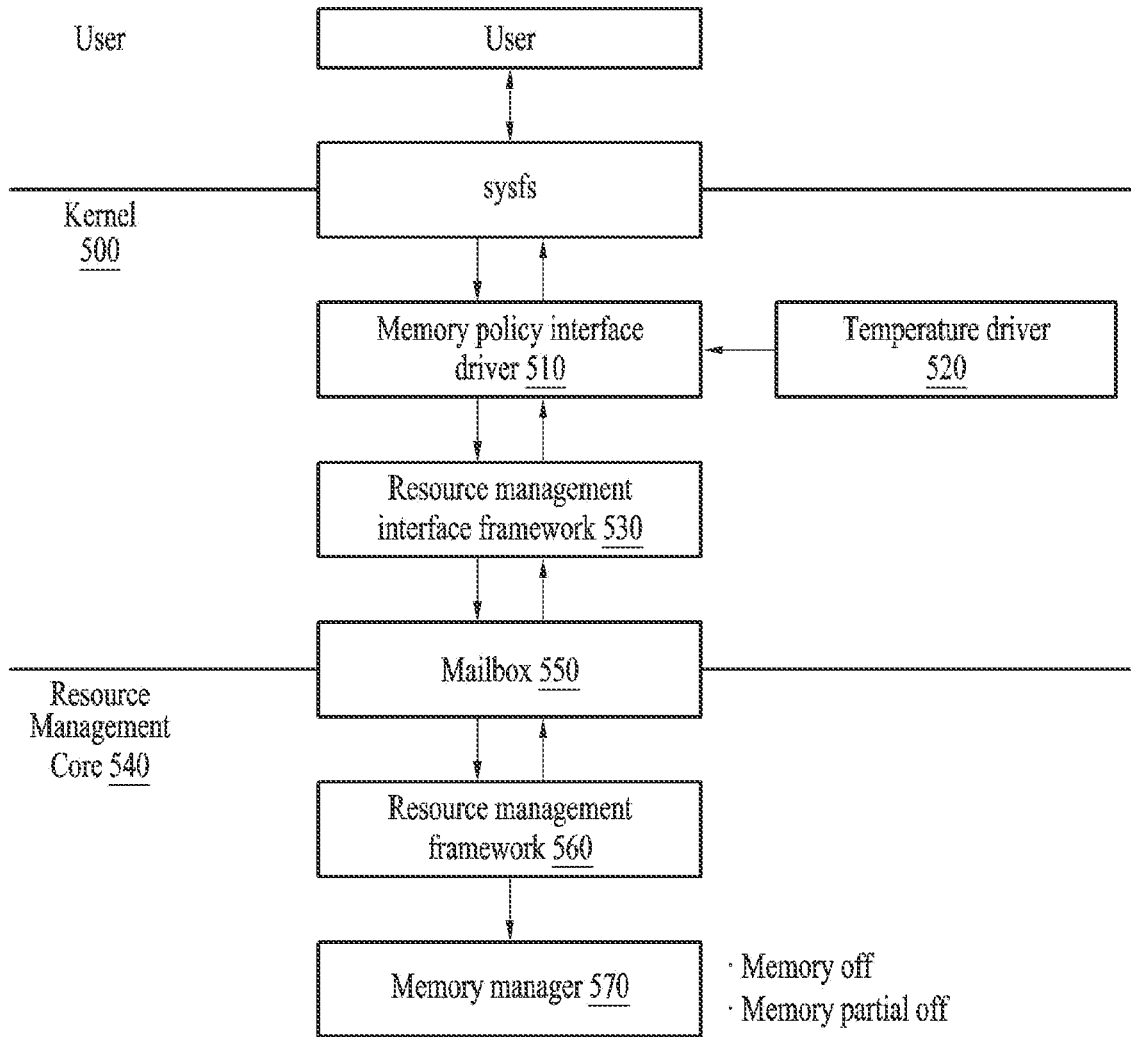 User
User
sysfs
Kernel
500
Memory policy interface
driver 510
Temperature driver
520
Resource management
interface framework 530
Mailbox 550
Resource
Management
Core 540
Resource management
framework 560
Memory manager 570
· Memory off
· Memory partial off